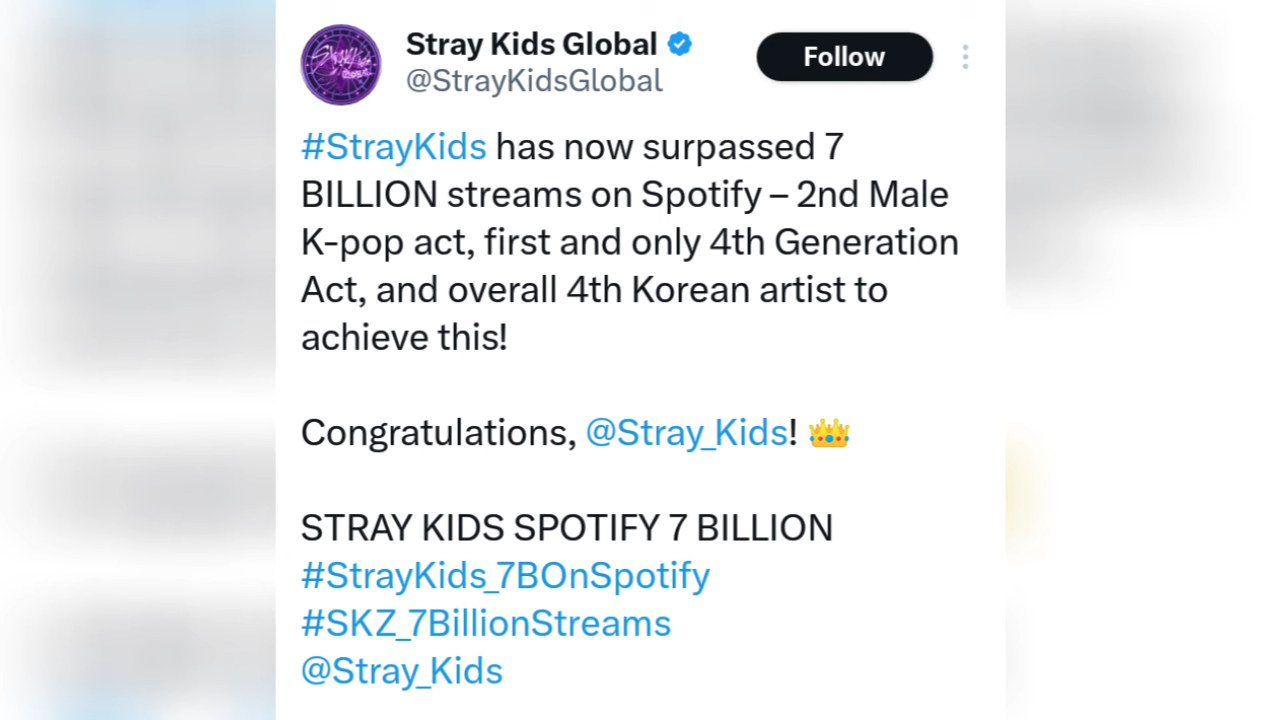 Stray Kids Global
@StrayKidsGlobal
Follow
#StrayKids has now surpassed 7
BILLION streams on Spotify – 2nd Male
K-pop act, first and only 4th Generation
Act, and overall 4th Korean artist to
achieve this!
Congratulations, @Stray_Kids! 👑
STRAY KIDS SPOTIFY 7 BILLION
#StrayKids_7BOnSpotify
#SKZ_7BillionStreams
@Stray_Kids